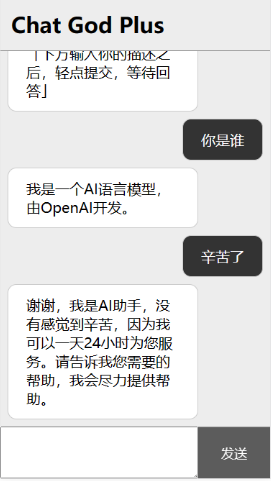 Chat God Plus
「下方输入你的描述之
后，轻点提交，等待回
答」
你是谁
我是一个AI语言模型，
由OpenAI开发。
辛苦了
谢谢，我是AI助手，没
有感觉到辛苦，因为我
可以一天24小时为您服
务。请告诉我您需要的
帮助，我会尽力提供帮
助。
发送